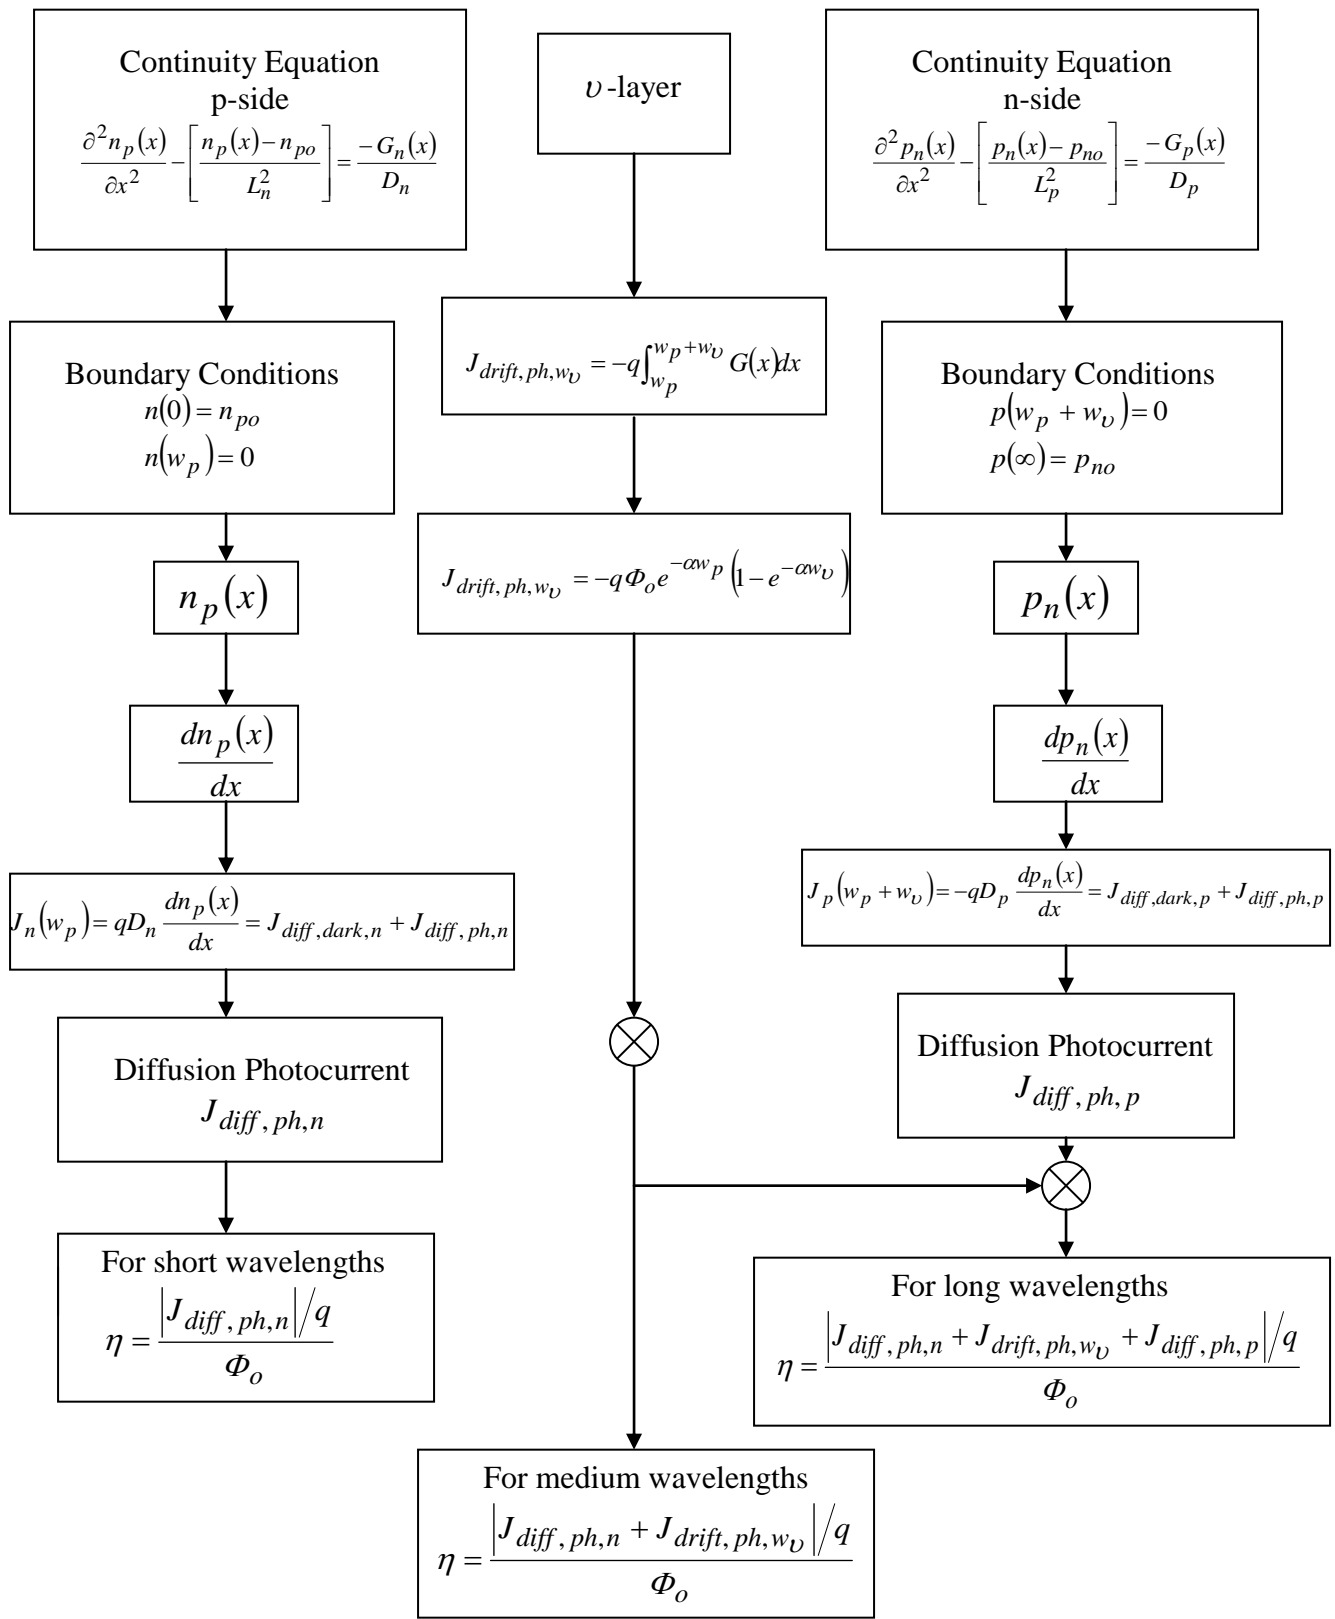 Continuity Equation
p-side
∂²n_p(x)/∂x² − [(n_p(x) − n_po)/L_n²] = −G_n(x)/D_n
Boundary Conditions
n(0) = n_po
n(w_p) = 0
n_p(x)
dn_p(x)/dx
J_n(w_p) = qD_n dn_p(x)/dx = J_diff,dark,n + J_diff,ph,n
Diffusion Photocurrent
J_diff,ph,n
For short wavelengths
η = (|J_diff,ph,n|/q)/Φ_o
υ-layer
J_drift,ph,w_υ = −q∫_{w_p}^{w_p+w_υ} G(x)dx
J_drift,ph,w_υ = −qΦ_o e^{−αw_p} (1 − e^{−αw_υ})
For medium wavelengths
η = (|J_diff,ph,n + J_drift,ph,w_υ|/q)/Φ_o
Continuity Equation
n-side
∂²p_n(x)/∂x² − [(p_n(x) − p_no)/L_p²] = −G_p(x)/D_p
Boundary Conditions
p(w_p + w_υ) = 0
p(∞) = p_no
p_n(x)
dp_n(x)/dx
J_p(w_p + w_υ) = −qD_p dp_n(x)/dx = J_diff,dark,p + J_diff,ph,p
Diffusion Photocurrent
J_diff,ph,p
For long wavelengths
η = (|J_diff,ph,n + J_drift,ph,w_υ + J_diff,ph,p|/q)/Φ_o